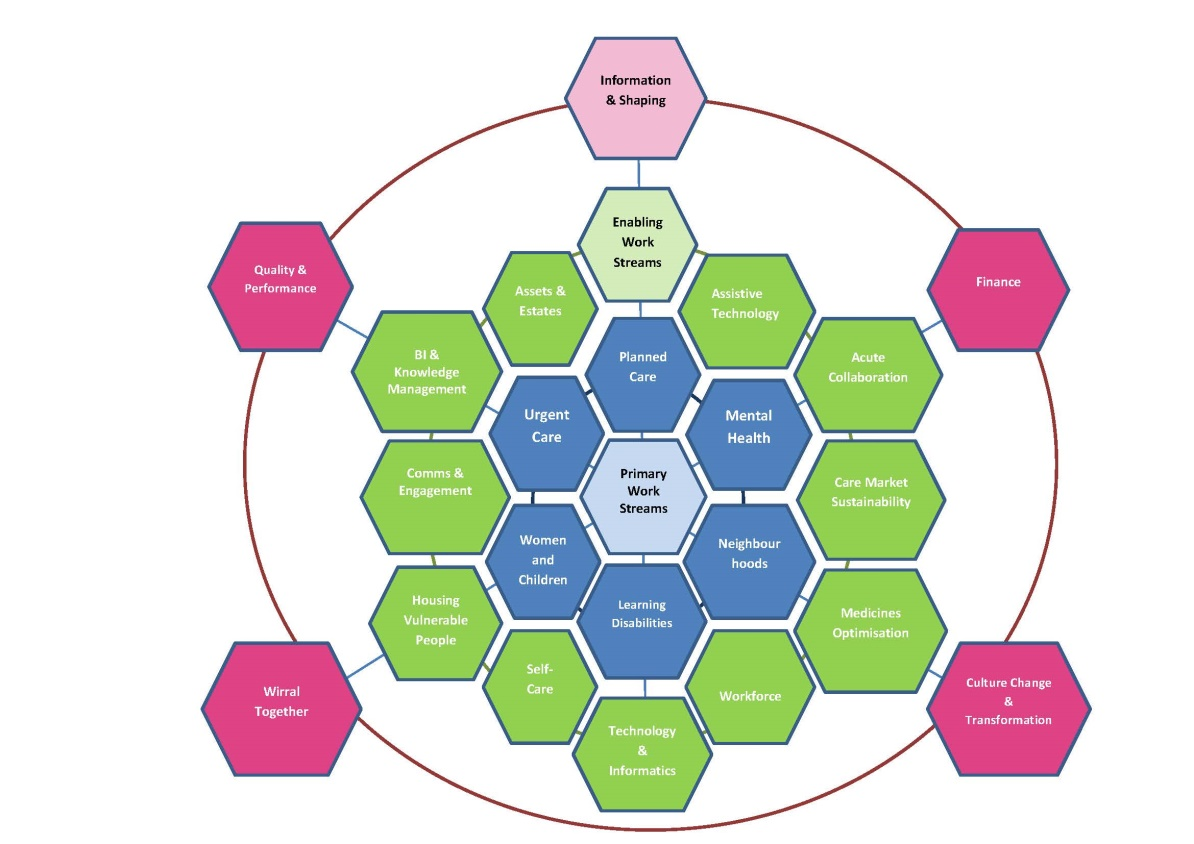 Information
& Shaping
Enabling
Work
Streams
Quality &
Performance
Finance
Assets &
Estates
Assistive
Technology
BI &
Knowledge
Management
Planned
Care
Acute
Collaboration
Urgent
Care
Mental
Health
Comms &
Engagement
Primary
Work
Streams
Care Market
Sustainability
Women
and
Children
Neighbour
hoods
Housing
Vulnerable
People
Learning
Disabilities
Medicines
Optimisation
Self-
Care
Workforce
Wirral
Together
Technology
&
Informatics
Culture Change
&
Transformation